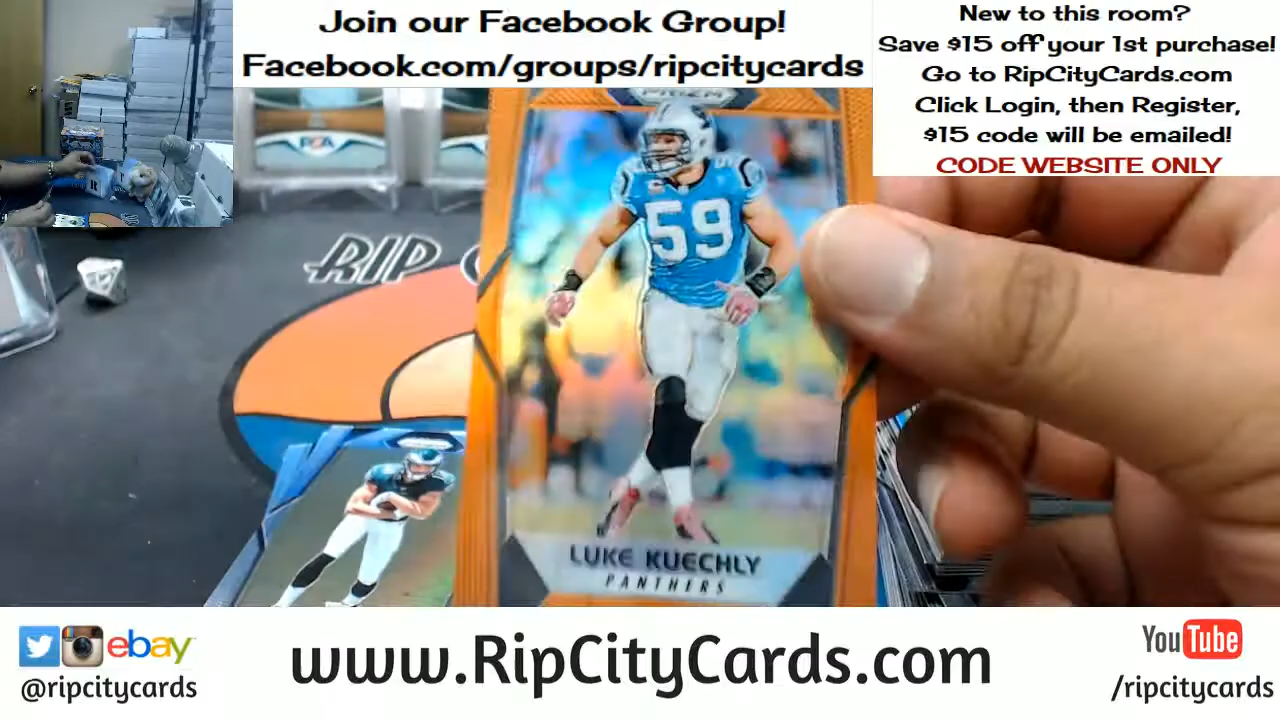 Join our Facebook Group!
Facebook.com/groups/ripcitycards
New to this room?
Save $15 off your 1st purchase!
Go to RipCityCards.com
Click Login, then Register,
$15 code will be emailed!
CODE WEBSITE ONLY
PRIZM
PSA
RIP
59
59
LUKE KUECHLY
PANTHERS
ebay
@ripcitycards
www.RipCityCards.com
YouTube
/ripcitycards